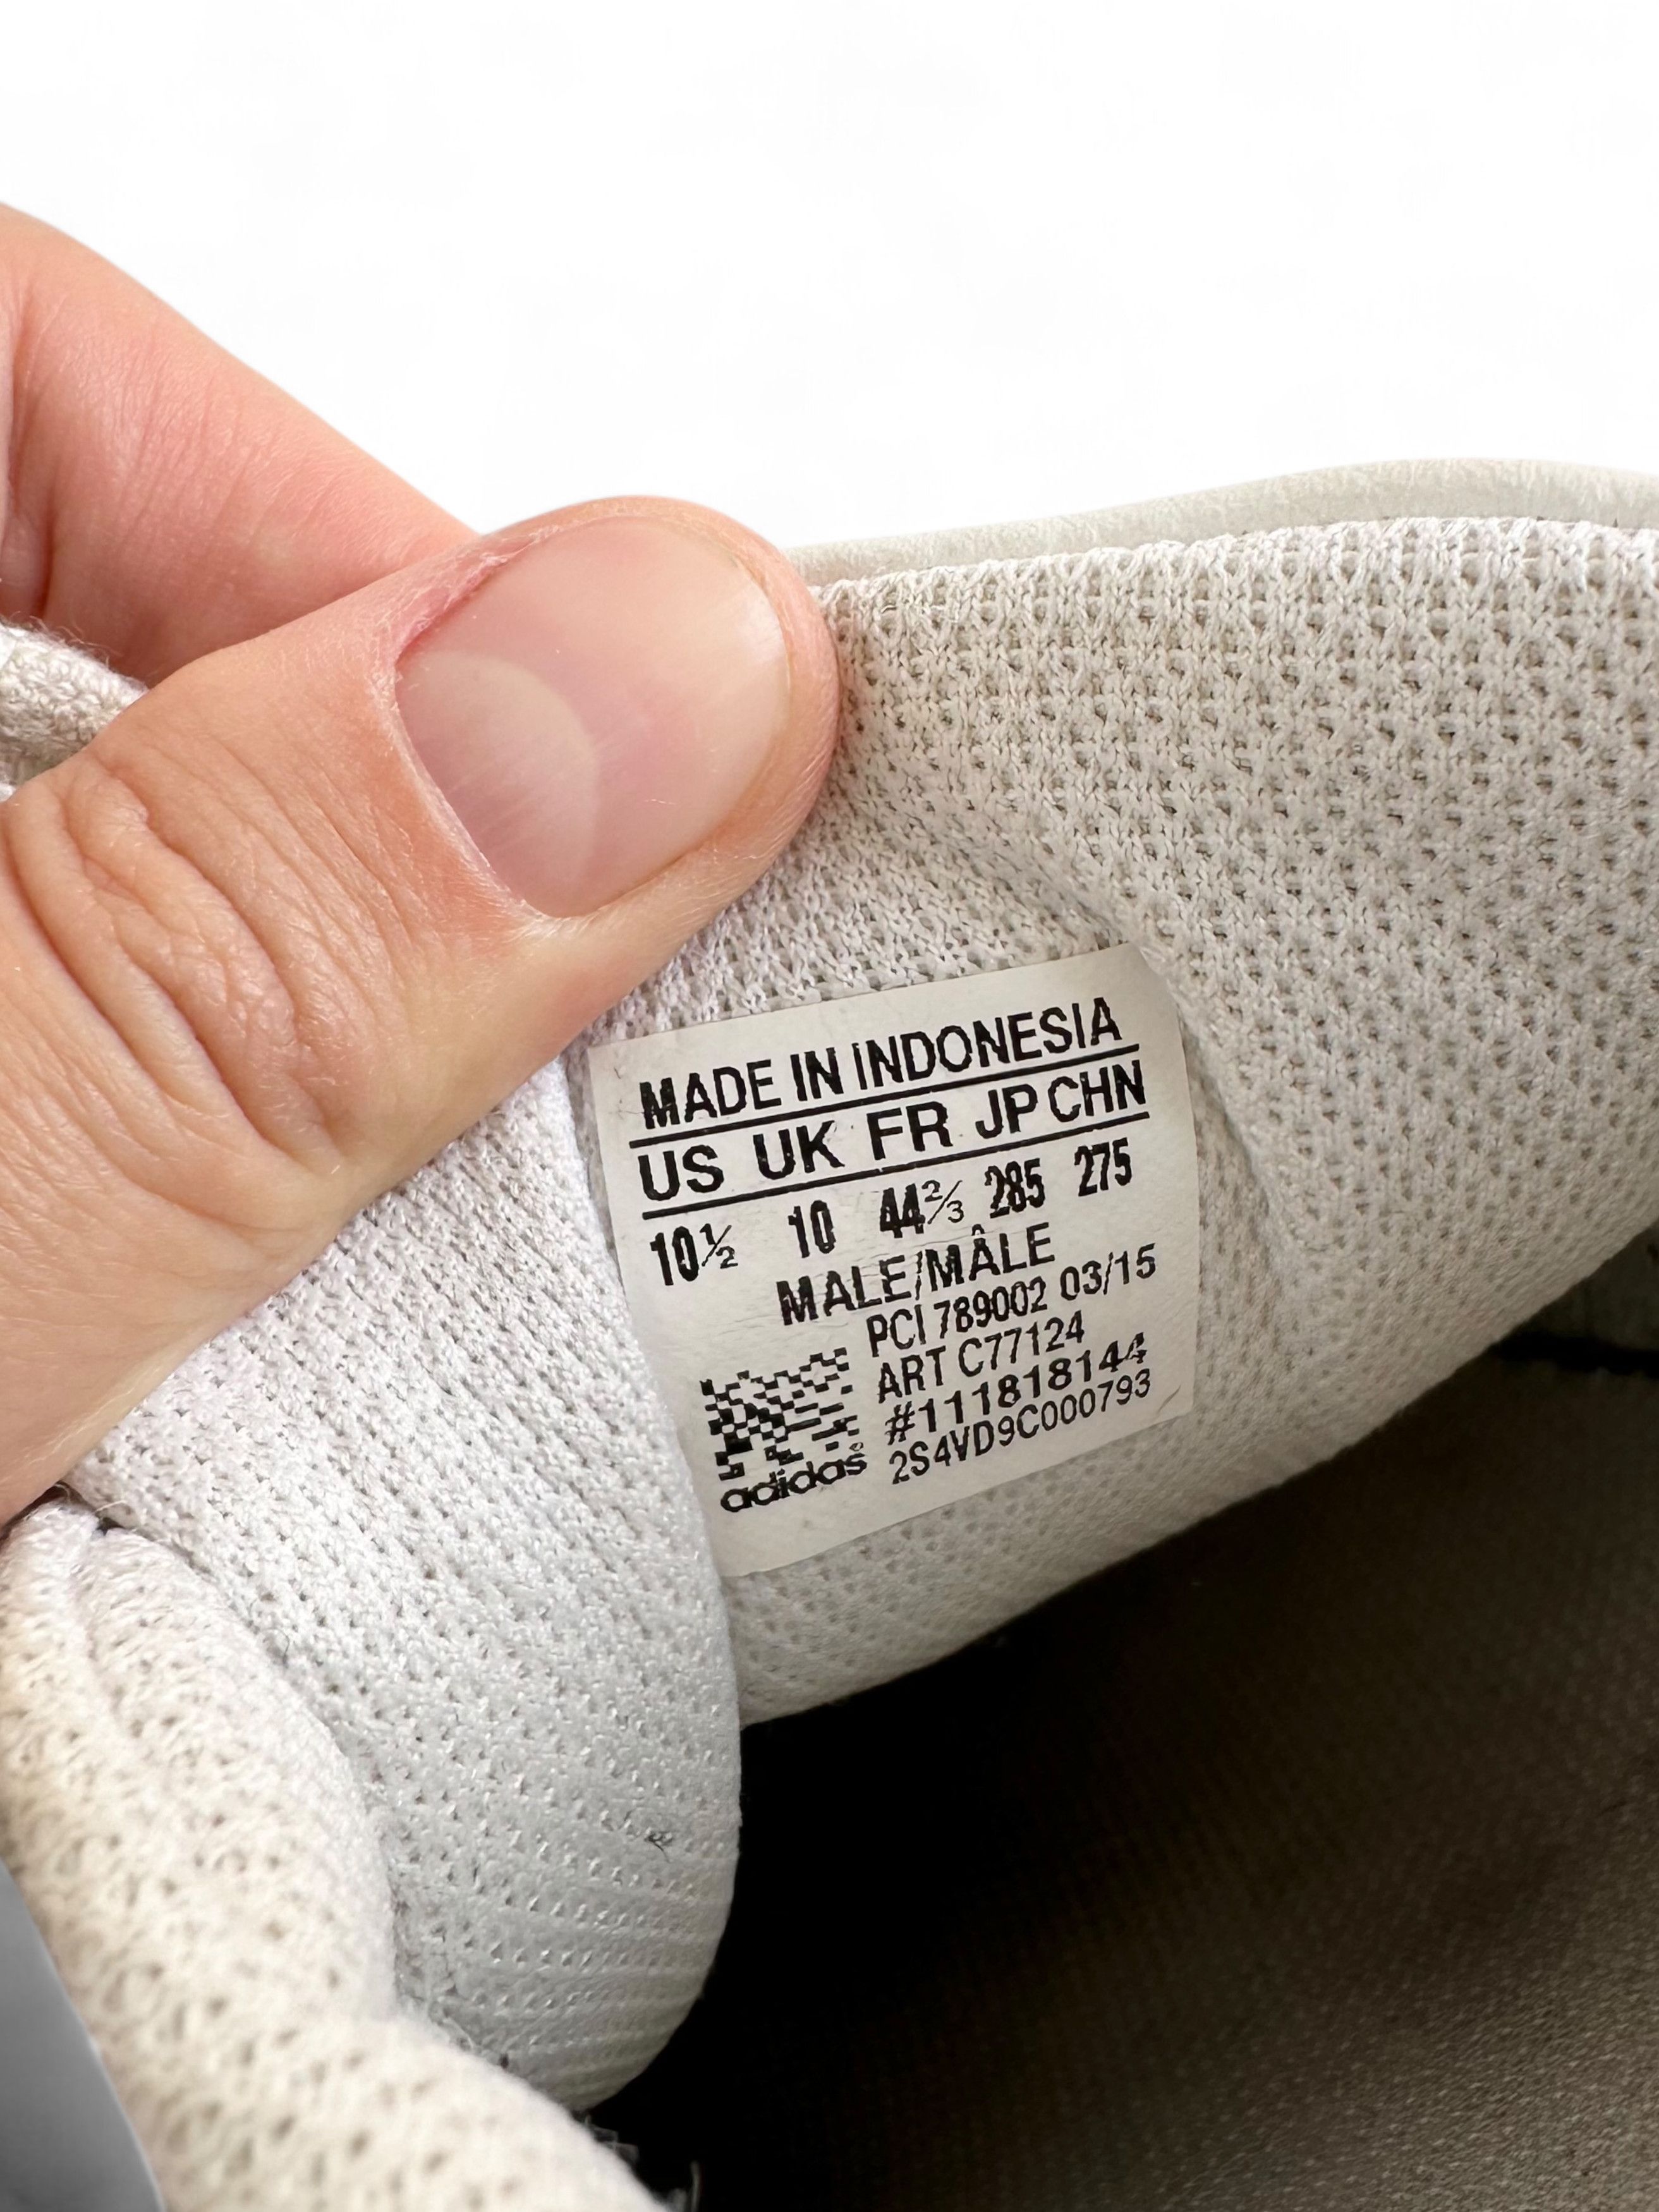 MADE IN INDONESIA
US UK FR JP CHN
10½ 10 44⅔ 285 275
MALE/MÂLE
PCI 789002 03/15
ART C77124
#111818144
2S4VD9C000793
adidas